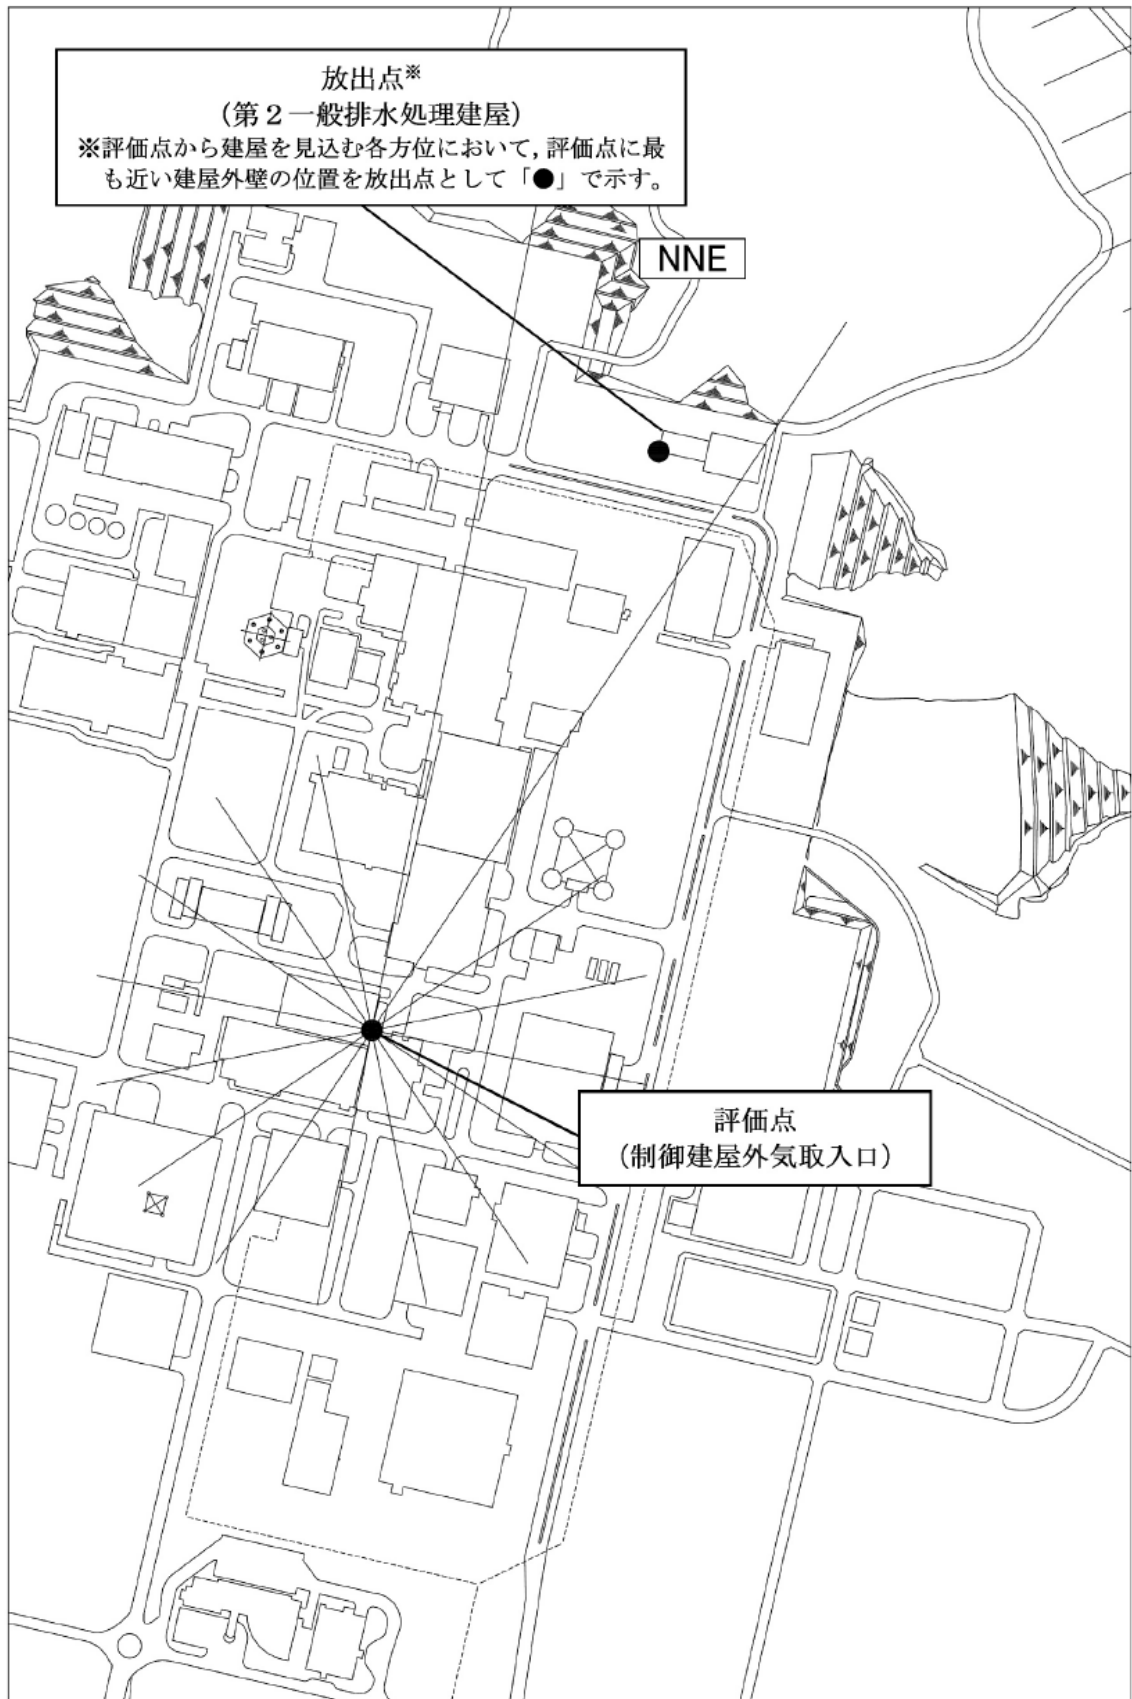 放出点※
（第２一般排水処理建屋）
※評価点から建屋を見込む各方位において，評価点に最
も近い建屋外壁の位置を放出点として「●」で示す。
NNE
評価点
（制御建屋外気取入口）